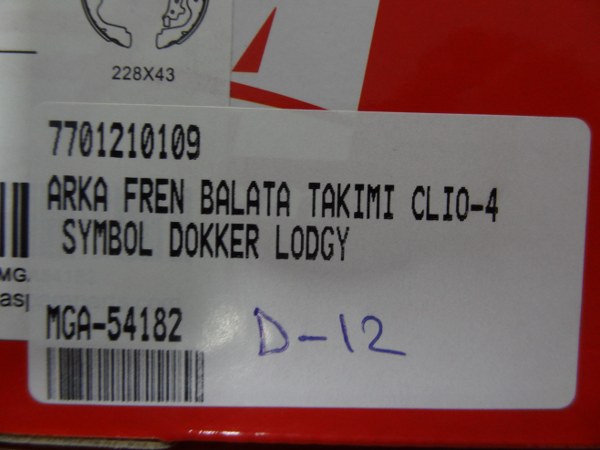 228X43
7701210109
ARKA FREN BALATA TAKIMI CLIO-4
SYMBOL DOKKER LODGY
MGA-54182
D-12